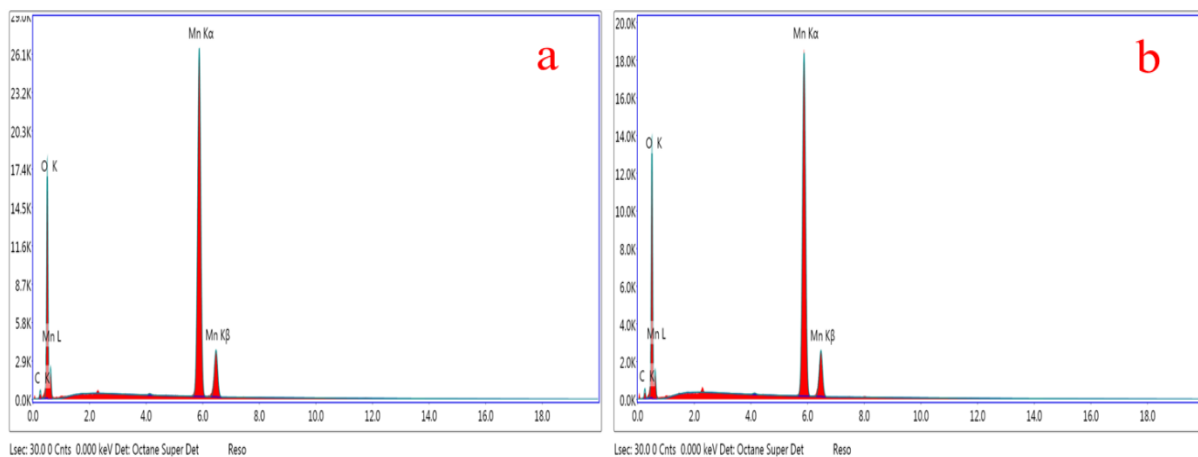 29.0K
26.1K
23.2K
20.3K
17.4K
14.5K
11.6K
8.7K
5.8K
2.9K
0.0K
Mn Kα
a
O K
Mn L
Mn Kβ
C K
0.0 2.0 4.0 6.0 8.0 10.0 12.0 14.0 16.0 18.0
Lsec: 30.0 0 Cnts 0.000 keV Det: Octane Super Det Reso
20.0K
18.0K
16.0K
14.0K
12.0K
10.0K
8.0K
6.0K
4.0K
2.0K
0.0K
Mn Kα
b
O K
Mn L
Mn Kβ
C K
0.0 2.0 4.0 6.0 8.0 10.0 12.0 14.0 16.0 18.0
Lsec: 30.0 0 Cnts 0.000 keV Det: Octane Super Det Reso